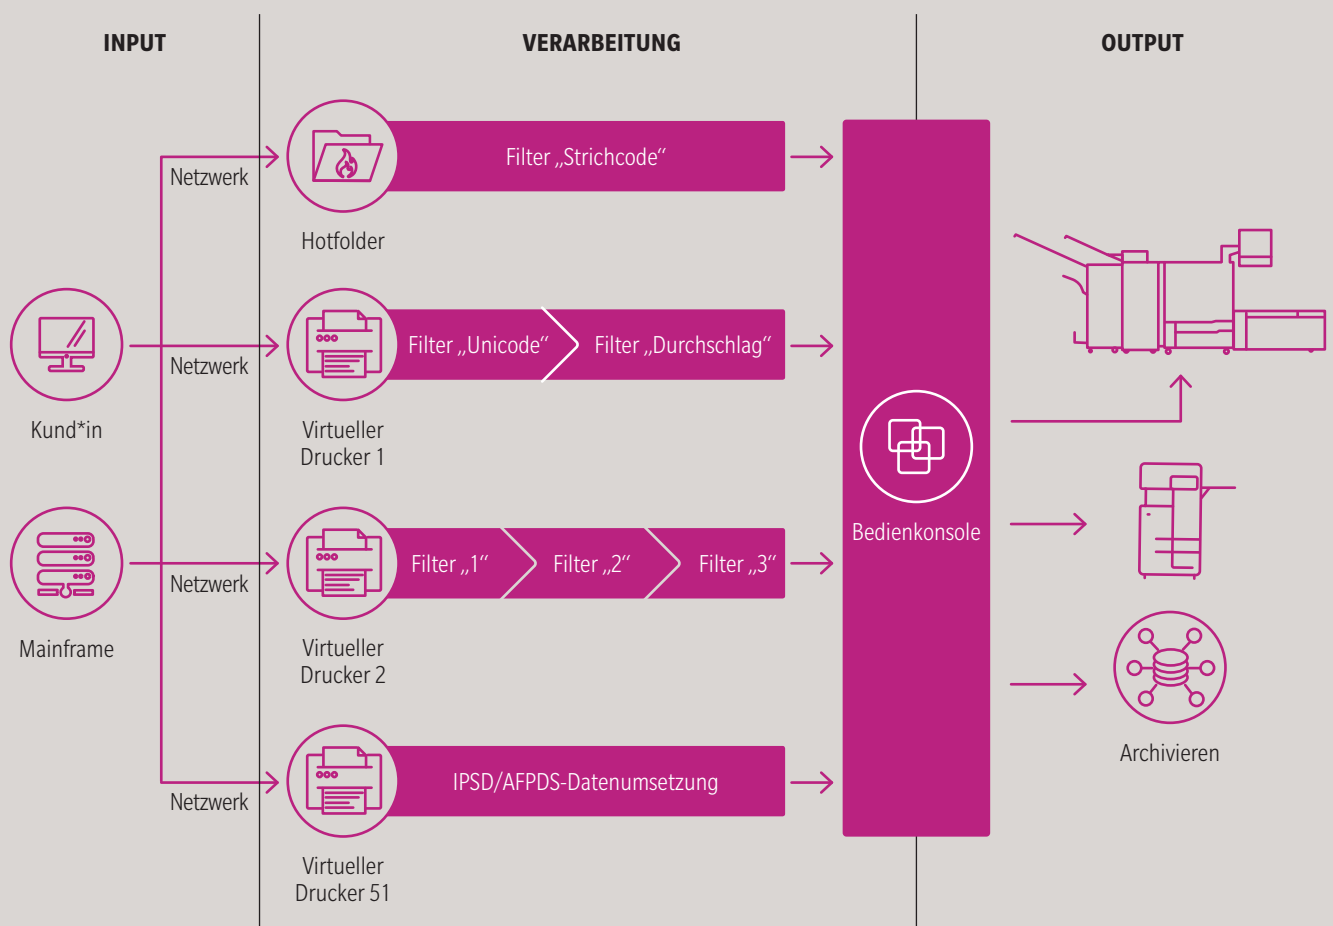 INPUT
VERARBEITUNG
OUTPUT
Netzwerk
Filter „Strichcode“
Hotfolder
Kund*in
Netzwerk
Filter „Unicode“
Filter „Durchschlag“
Virtueller
Drucker 1
Bedienkonsole
Mainframe
Netzwerk
Filter „1“
Filter „2“
Filter „3“
Virtueller
Drucker 2
Archivieren
Netzwerk
IPSD/AFPDS-Datenumsetzung
Virtueller
Drucker 51